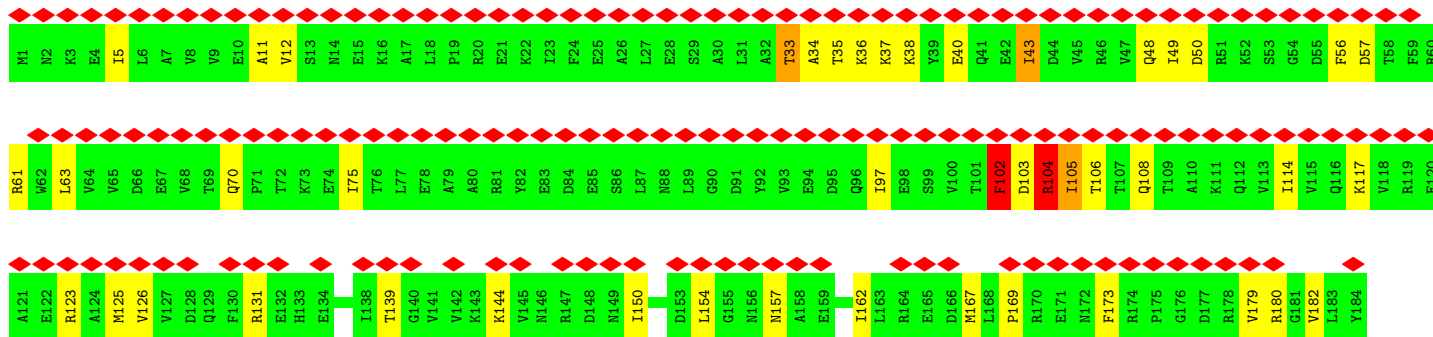 M1 N2 K3 E4 I5 L6 A7 V8 V9 E10 A11 V12 S13 N14 E15 K16 A17 L18 P19 R20 E21 K22 I23 F24 E25 A26 L27 E28 S29 A30 L31 A32 T33 A34 T35 K36 K37 K38 Y39 E40 Q41 E42 I43 D44 V45 R46 V47 Q48 I49 D50 R51 K52 S53 G54 D55 F56 D57 T58 F59 R60
R61 W62 L63 V64 V65 D66 E67 V68 T69 Q70 P71 T72 K73 E74 I75 T76 L77 E78 A79 A80 R81 Y82 E83 D84 E85 S86 L87 N88 L89 G90 D91 Y92 V93 E94 D95 Q96 I97 E98 S99 V100 T101 F102 D103 R104 I105 T106 T107 Q108 T109 A110 K111 Q112 V113 I114 V115 Q116 K117 V118 R119 E120
A121 E122 R123 A124 M125 V126 V127 D128 Q129 F130 R131 E132 H133 E134 I138 T139 G140 V141 V142 K143 K144 V145 N146 R147 D148 N149 I150 D153 L154 G155 N156 N157 A158 E159 I162 L163 R164 E165 D166 M167 L168 P169 R170 E171 N172 F173 R174 P175 G176 D177 R178 V179 R180 G181 V182 L183 Y184